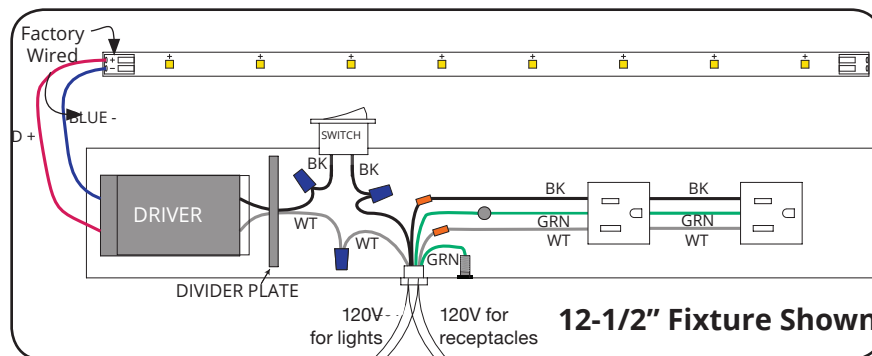 Factory
Wired
+
–
+ + + + + + + +
BLUE -
D +
SWITCH
BK
BK
BK
BK
DRIVER
WT
WT
GRN
WT
GRN
WT
GRN
DIVIDER PLATE
120V
for lights
120V for
receptacles
12-1/2” Fixture Shown